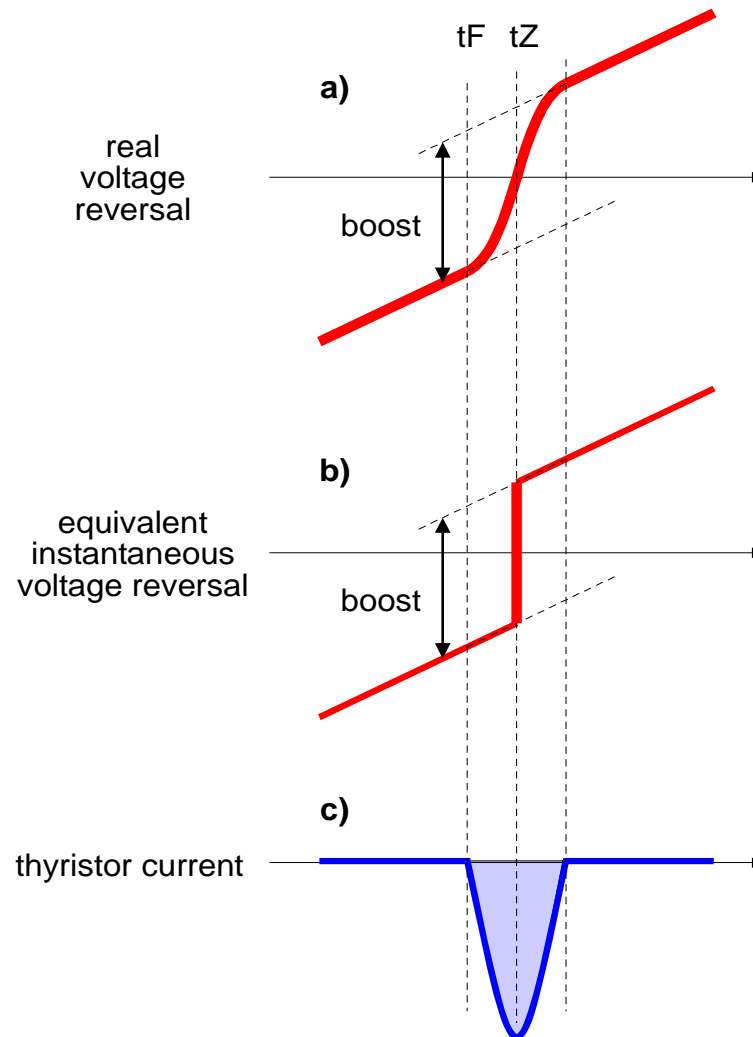 tF tZ
a)
real
voltage
reversal
boost
b)
equivalent
instantaneous
voltage reversal
boost
c)
thyristor current